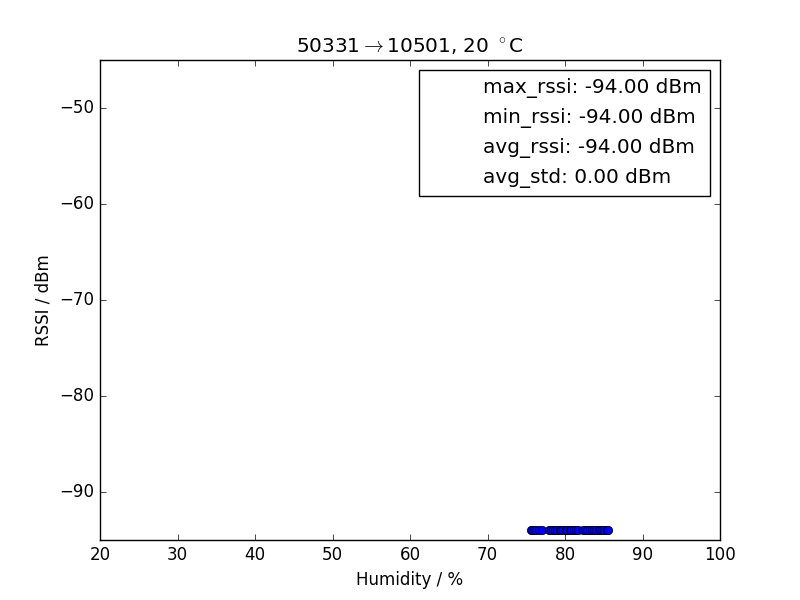 50331→10501, 20 °C
max_rssi: -94.00 dBm
min_rssi: -94.00 dBm
avg_rssi: -94.00 dBm
avg_std: 0.00 dBm
RSSI / dBm
−50
−60
−70
−80
−90
20 30 40 50 60 70 80 90 100
Humidity / %